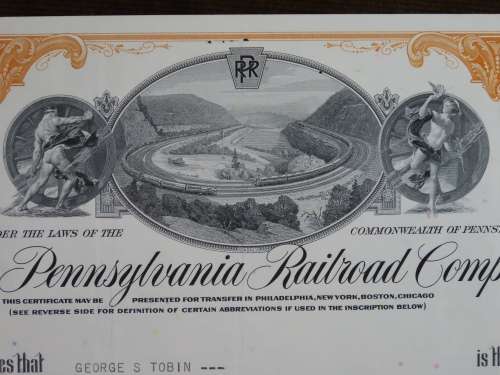 PRR
DER THE LAWS OF THE COMMONWEALTH OF PENNS
Pennsylvania Railroad Comp
THIS CERTIFICATE MAY BE PRESENTED FOR TRANSFER IN PHILADELPHIA, NEW YORK, BOSTON, CHICAGO
(SEE REVERSE SIDE FOR DEFINITION OF CERTAIN ABBREVIATIONS IF USED IN THE INSCRIPTION BELOW)
es that GEORGE S TOBIN --- is th